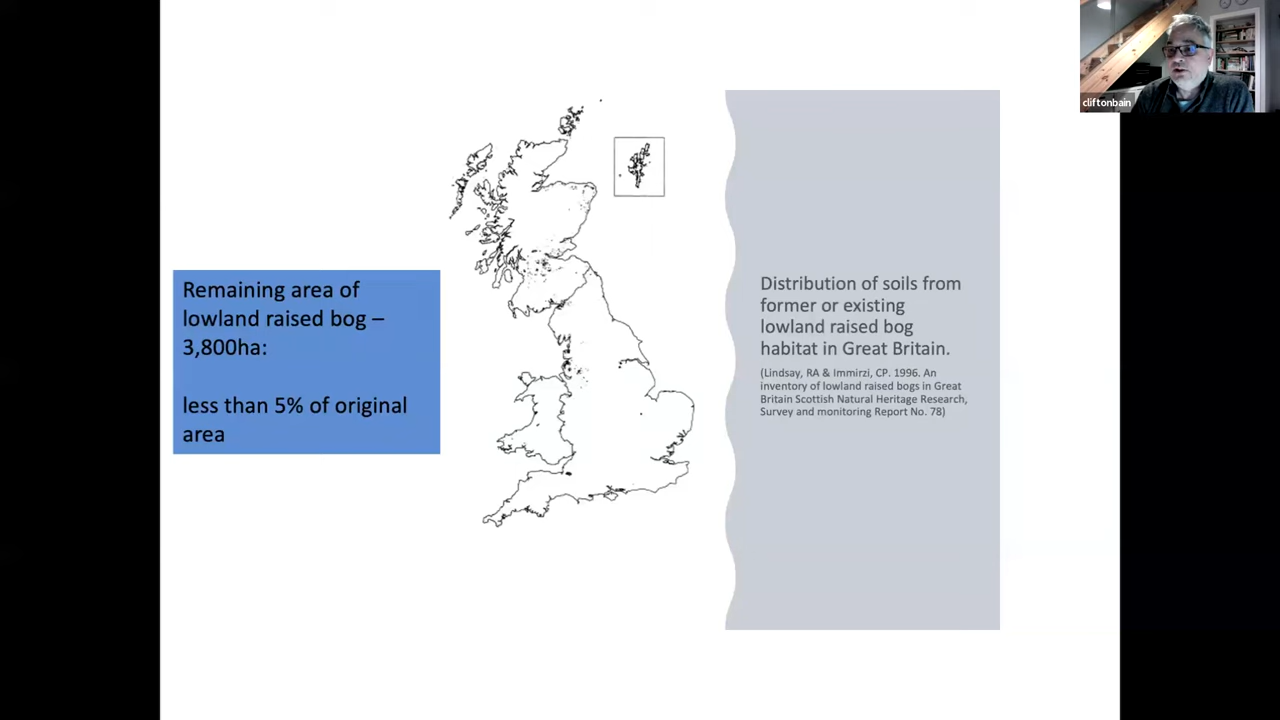 cliftonbain
Remaining area of
lowland raised bog –
3,800ha:
less than 5% of original
area
Distribution of soils from
former or existing
lowland raised bog
habitat in Great Britain.
(Lindsay, RA & Immirzi, CP. 1996. An
inventory of lowland raised bogs in Great
Britain Scottish Natural Heritage Research,
Survey and monitoring Report No. 78)